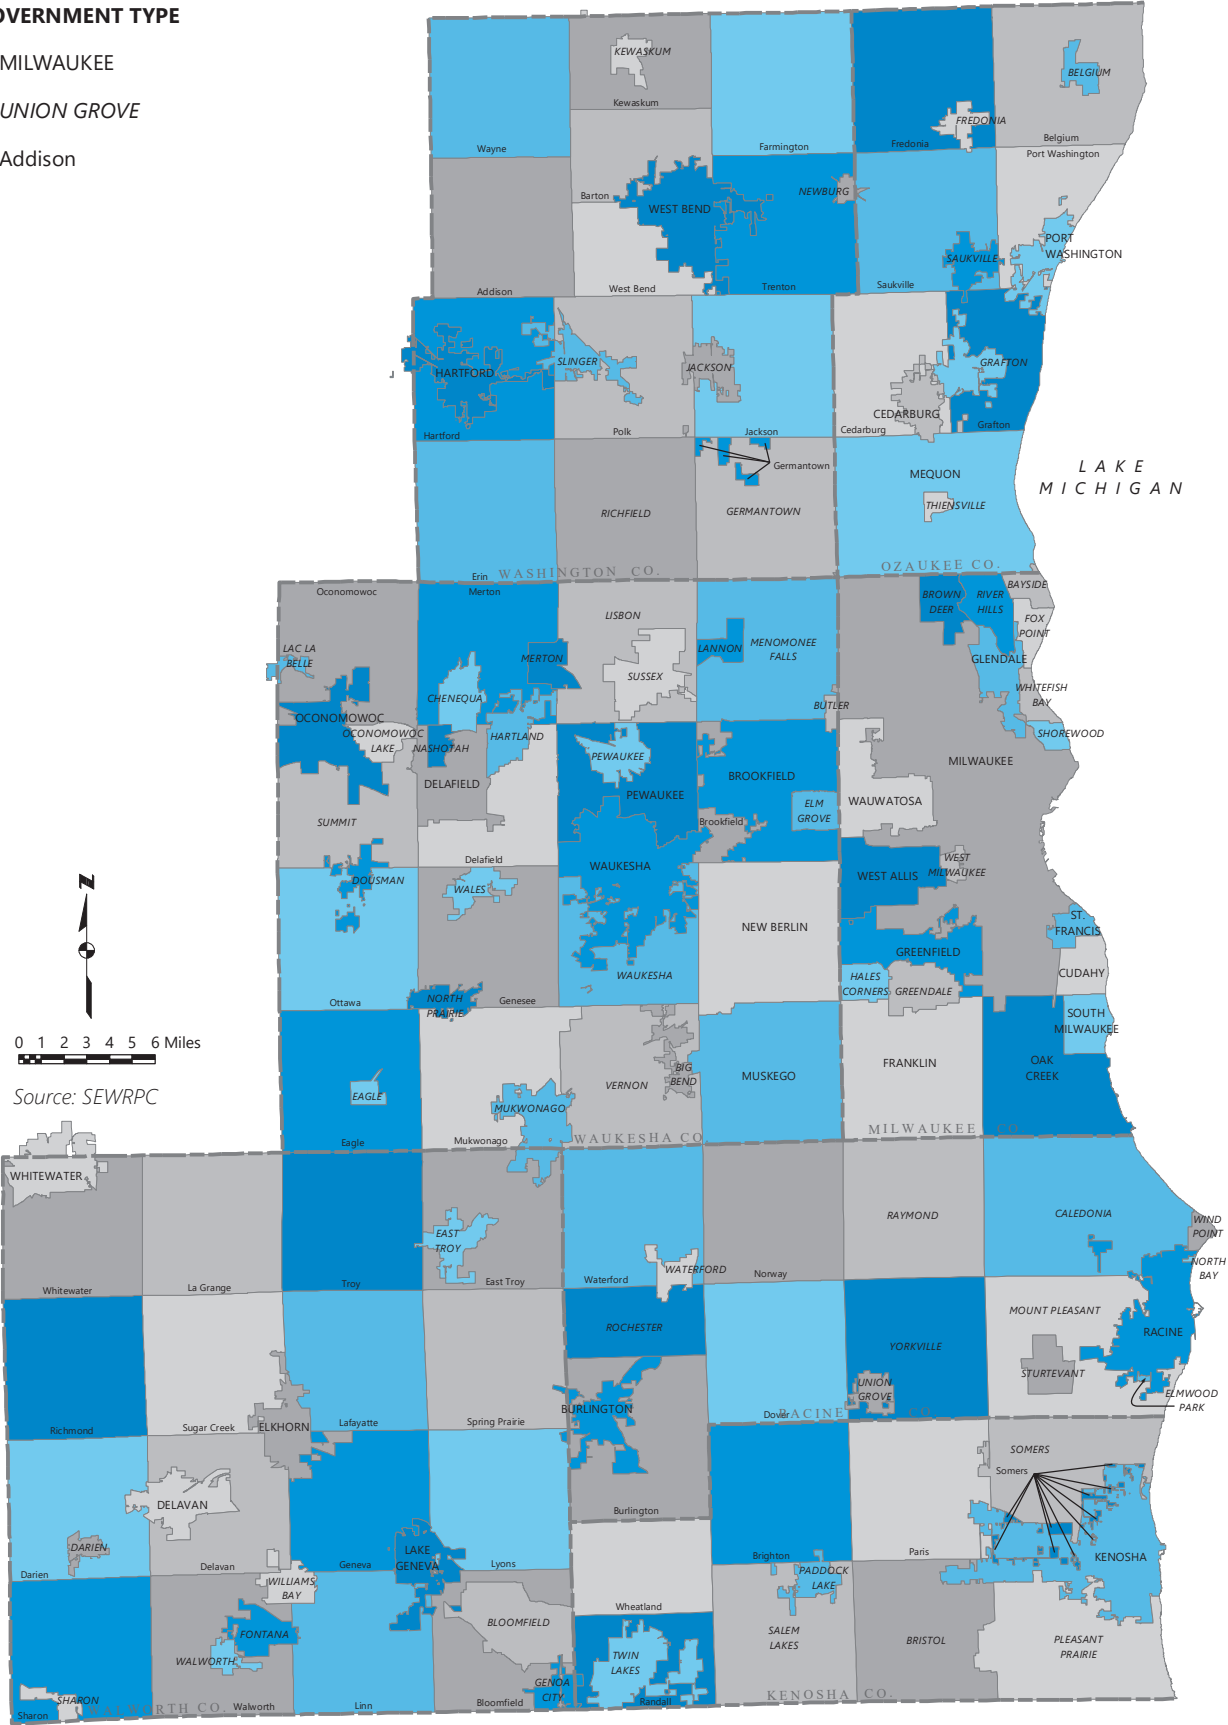 OVERNMENT TYPE
MILWAUKEE
UNION GROVE
Addison
KEWASKUM
Kewaskum
Wayne
Farmington
FREDONIA
Fredonia
BELGIUM
Belgium
Port Washington
Barton
WEST BEND
NEWBURG
Addison
West Bend
Trenton
Saukville
SAUKVILLE
PORT
WASHINGTON
HARTFORD
Hartford
SLINGER
Polk
JACKSON
Jackson
CEDARBURG
Cedarburg
GRAFTON
Grafton
Germantown
GERMANTOWN
RICHFIELD
Erin
WASHINGTON CO.
MEQUON
THIENSVILLE
OZAUKEE CO.
LAKE
MICHIGAN
Oconomowoc
Merton
LISBON
LAC LA
BELLE
MERTON
CHENEQUA
SUSSEX
LANNON
MENOMONEE
FALLS
BUTLER
BROWN
DEER
RIVER
HILLS
BAYSIDE
FOX
POINT
GLENDALE
WHITEFISH
BAY
SHOREWOOD
OCONOMOWOC
OCONOMOWOC
LAKE
NASHOTAH
HARTLAND
DELAFIELD
PEWAUKEE
PEWAUKEE
BROOKFIELD
ELM
GROVE
Brookfield
WAUWATOSA
MILWAUKEE
SUMMIT
Delafield
WAUKESHA
DOUSMAN
WALES
WEST ALLIS
WEST
MILWAUKEE
NEW BERLIN
ST.
FRANCIS
GREENFIELD
CUDAHY
WAUKESHA
HALES
CORNERS
GREENDALE
Ottawa
NORTH
PRAIRIE
Genesee
SOUTH
MILWAUKEE
N
0 1 2 3 4 5 6 Miles
Source: SEWRPC
EAGLE
Eagle
MUKWONAGO
Mukwonago
VERNON
BIG
BEND
MUSKEGO
FRANKLIN
OAK
CREEK
WAUKESHA CO.
MILWAUKEE CO.
WHITEWATER
Whitewater
La Grange
Troy
EAST
TROY
East Troy
Waterford
WATERFORD
Norway
RAYMOND
CALEDONIA
WIND
POINT
NORTH
BAY
ROCHESTER
YORKVILLE
MOUNT PLEASANT
RACINE
STURTEVANT
UNION
GROVE
ELMWOOD
PARK
Richmond
Sugar Creek
ELKHORN
Lafayatte
Spring Prairie
BURLINGTON
Dover
RACINE CO.
SOMERS
Somers
DELAVAN
Delavan
DARIEN
Darien
Geneva
LAKE
GENEVA
Lyons
Burlington
Brighton
Paris
KENOSHA
WILLIAMS
BAY
PADDOCK
LAKE
Wheatland
FONTANA
WALWORTH
BLOOMFIELD
TWIN
LAKES
SALEM
LAKES
BRISTOL
PLEASANT
PRAIRIE
SHARON
Sharon
WALWORTH CO.
Walworth
Linn
Bloomfield
GENOA
CITY
Randall
KENOSHA CO.